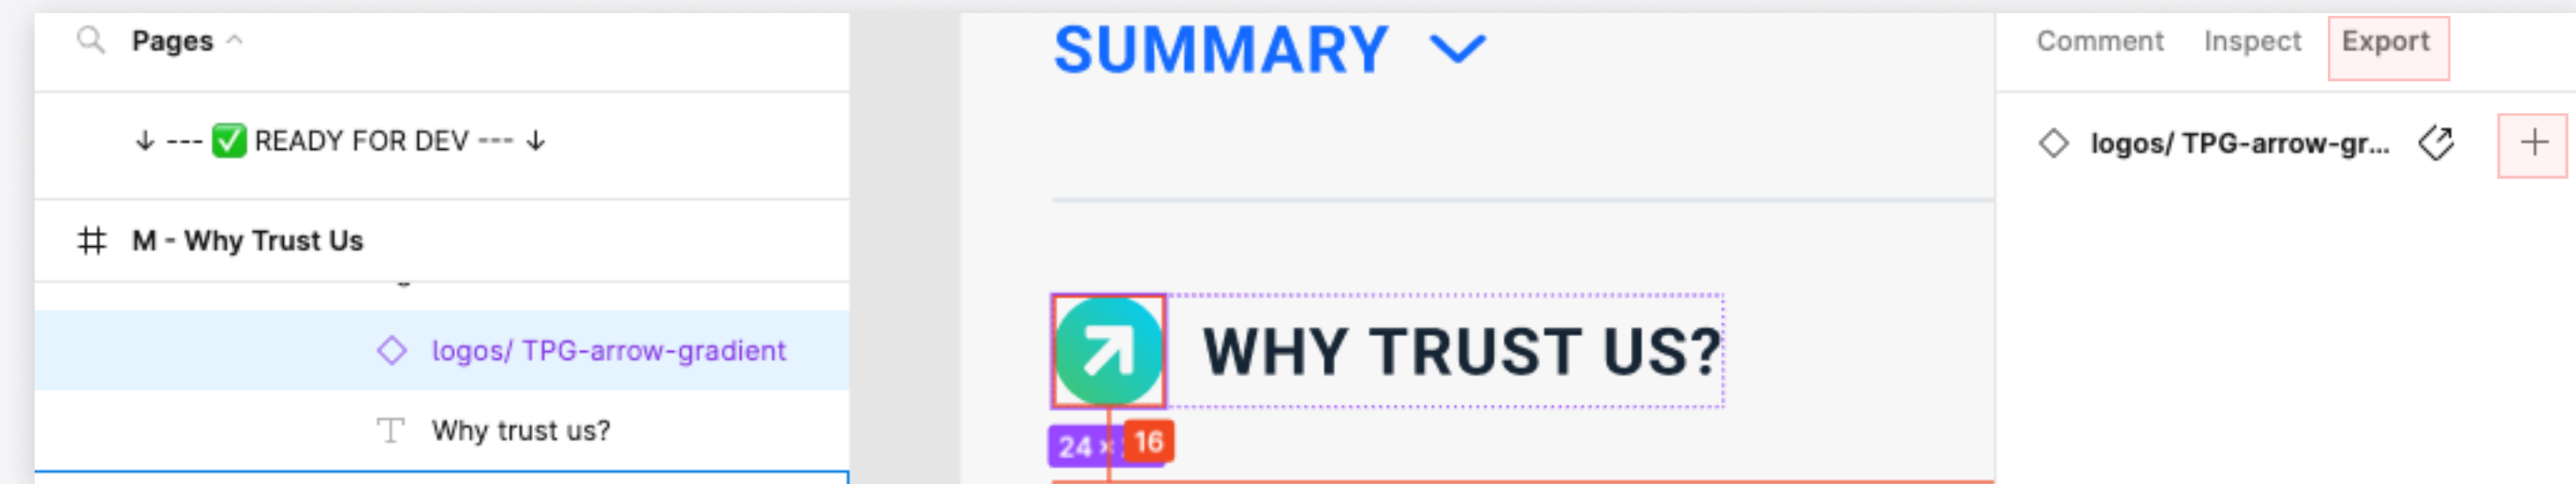 Pages
↓ --- ✅ READY FOR DEV --- ↓
M - Why Trust Us
logos/ TPG-arrow-gradient
Why trust us?
SUMMARY
WHY TRUST US?
24 ×
16
Comment Inspect Export
logos/ TPG-arrow-gr...